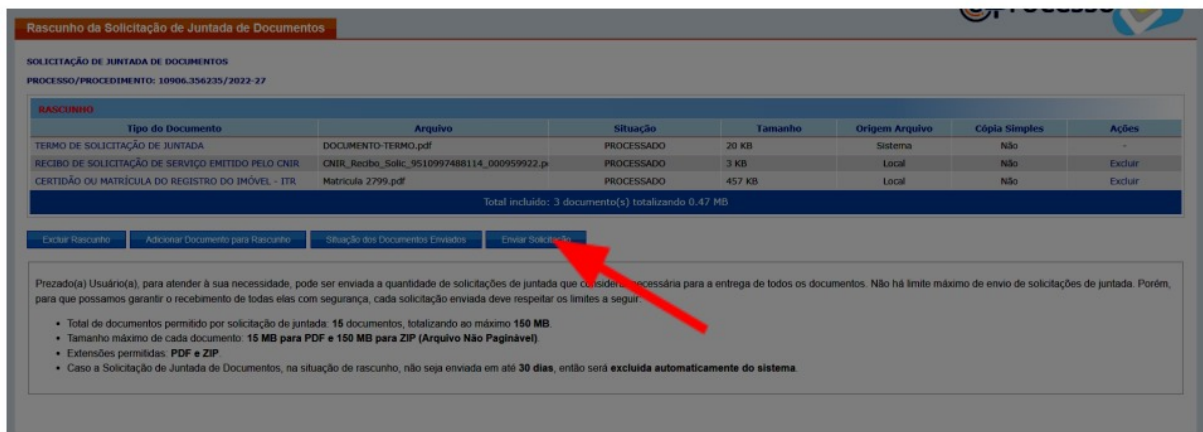 Rascunho da Solicitação de Juntada de Documentos
SOLICITAÇÃO DE JUNTADA DE DOCUMENTOS
PROCESSO/PROCEDIMENTO: 10906.356235/2022-27
RASCUNHO
Tipo do Documento Arquivo Situação Tamanho Origem Arquivo Cópia Simples Ações
TERMO DE SOLICITAÇÃO DE JUNTADA DOCUMENTO-TERMO.pdf PROCESSADO 20 KB Sistema Não -
RECIBO DE SOLICITAÇÃO DE SERVIÇO EMITIDO PELO CNIR CNIR_Recibo_Solic_9510997488114_000959922.p PROCESSADO 3 KB Local Não Excluir
CERTIDÃO OU MATRÍCULA DO REGISTRO DO IMÓVEL - ITR Matricula 2799.pdf PROCESSADO 457 KB Local Não Excluir
Total incluído: 3 documento(s) totalizando 0.47 MB
Excluir Rascunho Adicionar Documento para Rascunho Situação dos Documentos Enviados Enviar Solicitação
Prezado(a) Usuário(a), para atender à sua necessidade, pode ser enviada a quantidade de solicitações de juntada que considerar necessária para a entrega de todos os documentos. Não há limite máximo de envio de solicitações de juntada. Porém,
para que possamos garantir o recebimento de todas elas com segurança, cada solicitação enviada deve respeitar os limites a seguir:
• Total de documentos permitido por solicitação de juntada: 15 documentos, totalizando ao máximo 150 MB.
• Tamanho máximo de cada documento: 15 MB para PDF e 150 MB para ZIP (Arquivo Não Paginável).
• Extensões permitidas: PDF e ZIP.
• Caso a Solicitação de Juntada de Documentos, na situação de rascunho, não seja enviada em até 30 dias, então será excluída automaticamente do sistema.